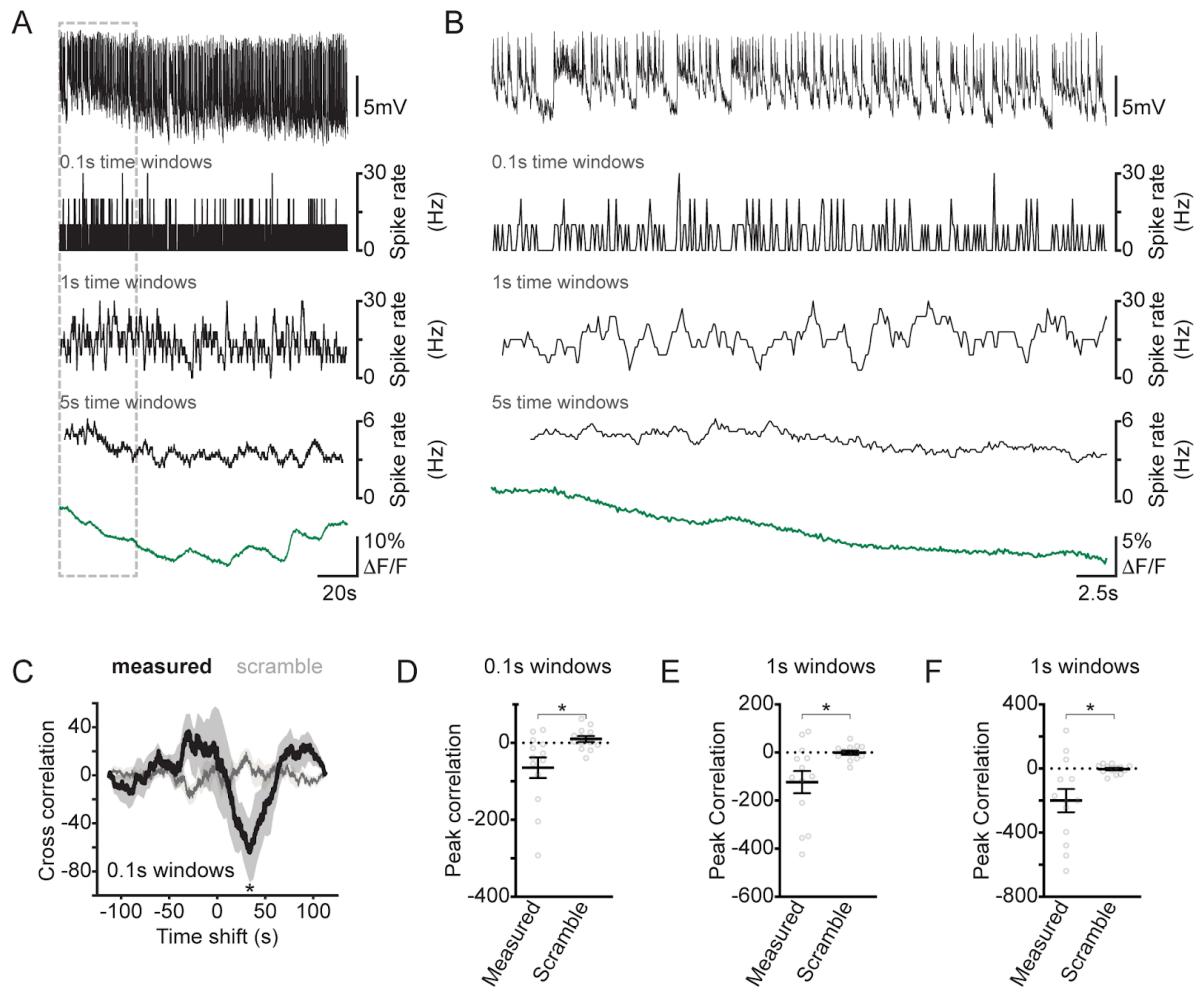 A
B
5mV
5mV
0.1s time windows
30
0
Spike rate
(Hz)
0.1s time windows
30
0
Spike rate
(Hz)
1s time windows
30
0
Spike rate
(Hz)
1s time windows
30
0
Spike rate
(Hz)
5s time windows
6
0
Spike rate
(Hz)
5s time windows
6
0
Spike rate
(Hz)
10%
ΔF/F
20s
5%
ΔF/F
2.5s
C
measured scramble
Cross correlation
40
0
-40
-80
0.1s windows
*
-100 -50 0 50 100
Time shift (s)
D
0.1s windows
*
Peak correlation
0
-200
-400
Measured
Scramble
E
1s windows
*
Peak Correlation
200
0
-200
-400
-600
Measured
Scramble
F
1s windows
*
Peak Correlation
400
0
-400
-800
Measured
Scramble